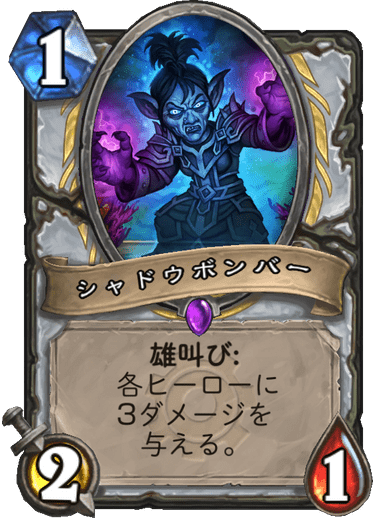 1
シャドウボンバー
雄叫び:
各ヒーローに
3ダメージを
与える。
2
1